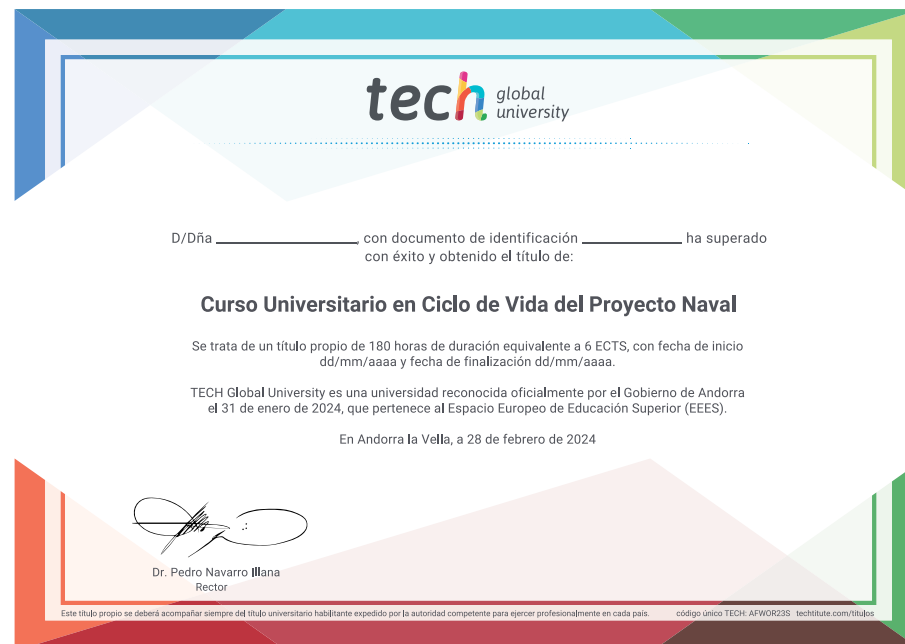 tech global university
D/Dña __________________, con documento de identificación _____________ ha superado
con éxito y obtenido el título de:
Curso Universitario en Ciclo de Vida del Proyecto Naval
Se trata de un título propio de 180 horas de duración equivalente a 6 ECTS, con fecha de inicio
dd/mm/aaaa y fecha de finalización dd/mm/aaaa.
TECH Global University es una universidad reconocida oficialmente por el Gobierno de Andorra
el 31 de enero de 2024, que pertenece al Espacio Europeo de Educación Superior (EEES).
En Andorra la Vella, a 28 de febrero de 2024
Dr. Pedro Navarro Illana
Rector
Este título propio se deberá acompañar siempre del título universitario habilitante expedido por la autoridad competente para ejercer profesionalmente en cada país. código único TECH: AFWOR23S techtitute.com/titulos